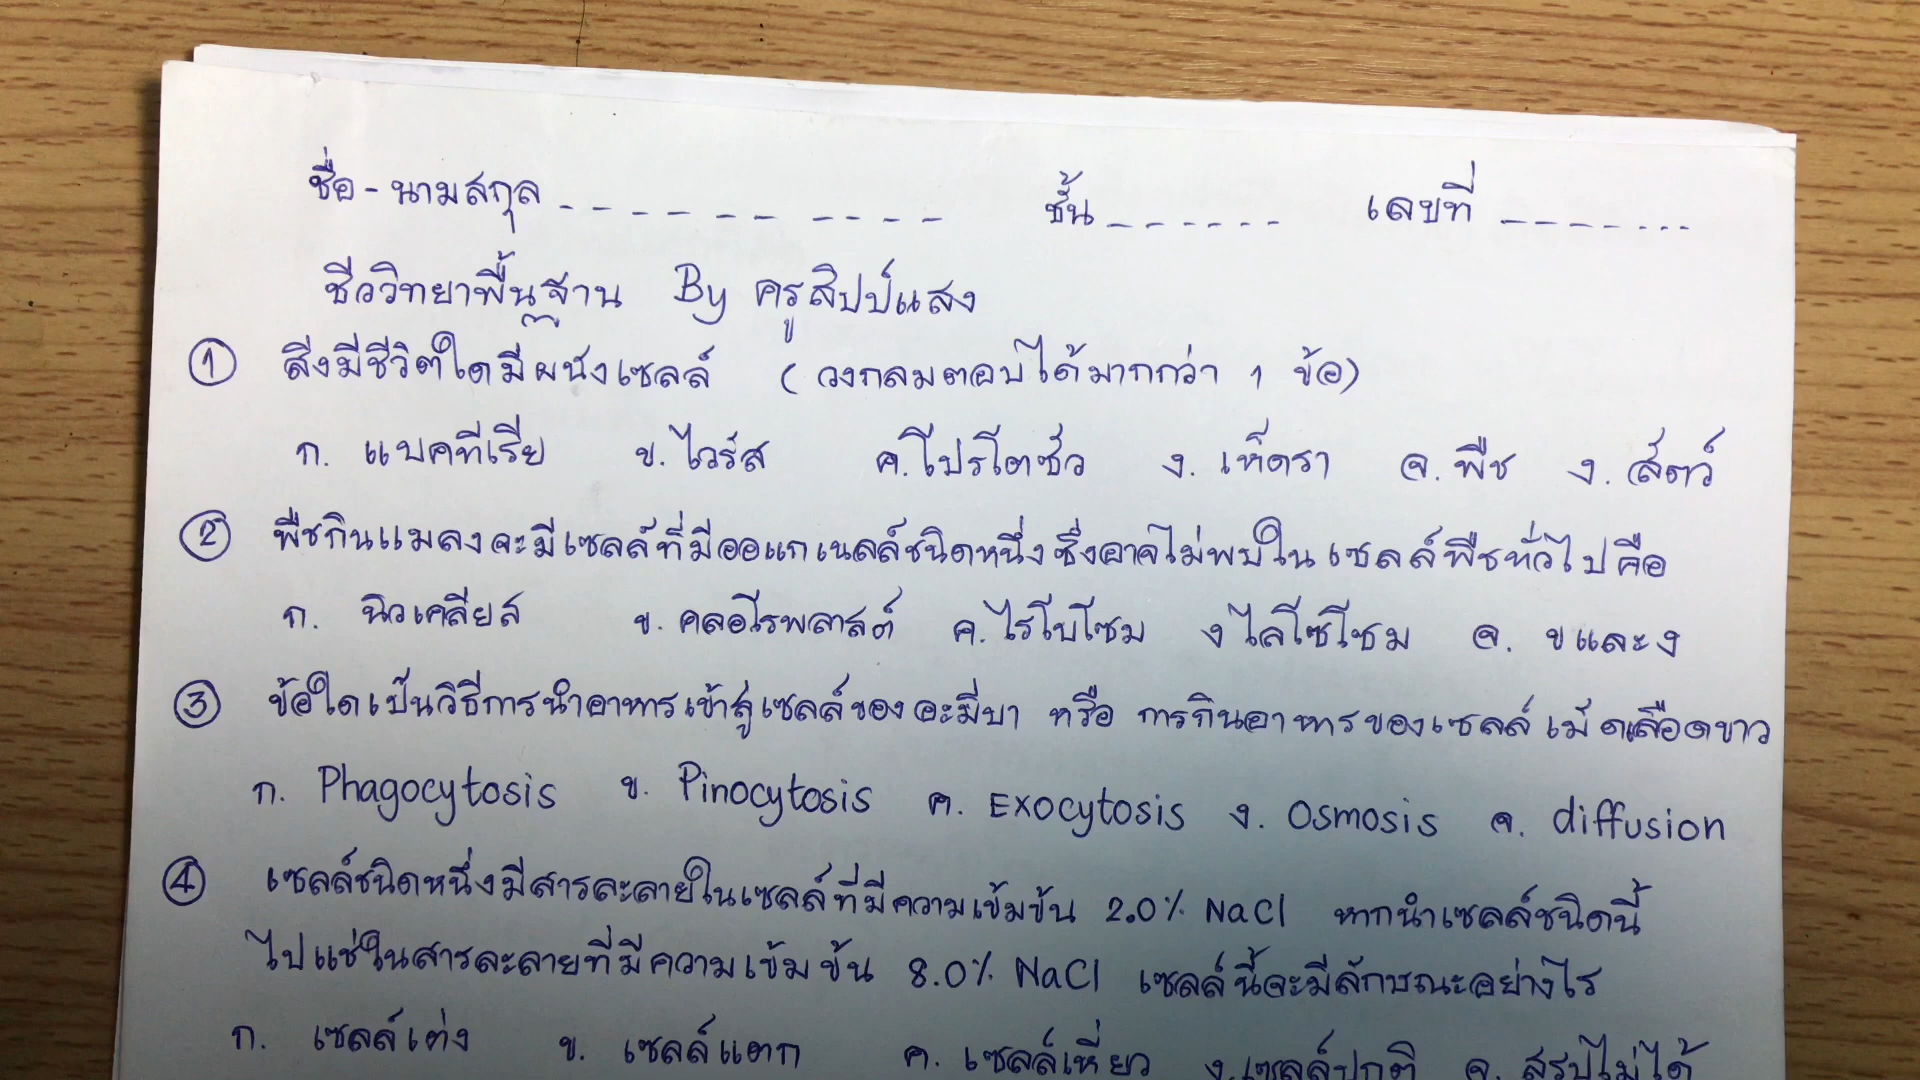 ชื่อ - นามสกุล _ _ _ _ _ _ _ _ _ _ ชั้น _ _ _ _ _ _ เลขที่ _ _ _ _ _ . . .
ชีววิทยาพื้นฐาน By ครูสิปป์แสง
① สิ่งมีชีวิตใดมีผนังเซลล์ (วงกลมตอบได้มากกว่า 1 ข้อ)
ก. แบคทีเรีย ข. ไวรัส ค. โปรโตซัว ง. เห็ดรา จ. พืช ง. สัตว์
② พืชกินแมลงจะมีเซลล์ที่มีออแกเนลล์ชนิดหนึ่งซึ่งอาจไม่พบในเซลล์พืชทั่วไปคือ
ก. นิวเคลียส ข. คลอโรพลาสต์ ค. ไรโบโซม ง ไลโซโซม จ. ข และ ง
③ ข้อใดเป็นวิธีการนำอาหารเข้าสู่เซลล์ของอะมีบา หรือ การกินอาหารของเซลล์เม็ดเลือดขาว
ก. Phagocytosis ข. Pinocytosis ค. Exocytosis ง. Osmosis จ. diffusion
④ เซลล์ชนิดหนึ่งมีสารละลายในเซลล์ที่มีความเข้มข้น 2.0% NaCl หากนำเซลล์ชนิดนี้
ไปแช่ในสารละลายที่มีความเข้มข้น 8.0% NaCl เซลล์นี้จะมีลักษณะอย่างไร
ก. เซลล์เต่ง ข. เซลล์แตก ค. เซลล์เหี่ยว ง. เซลล์ปกติ จ. สรุปไม่ได้